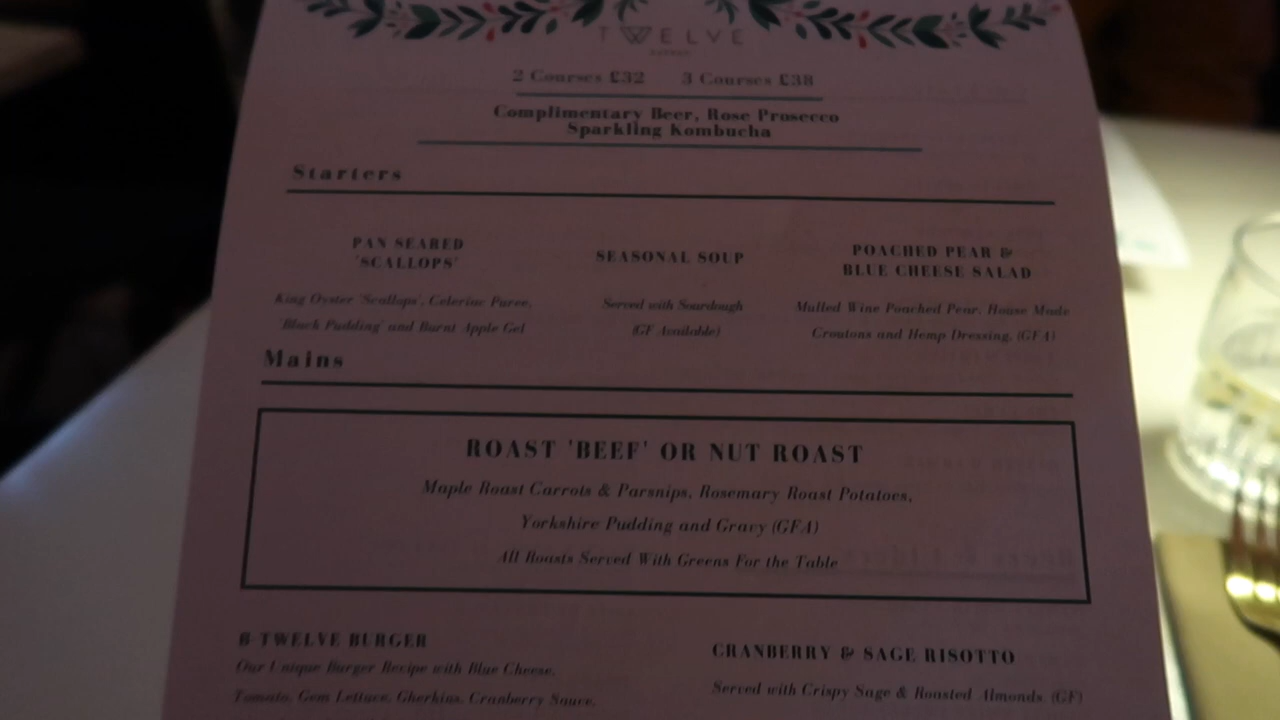 TWELVE
2 Courses £32 3 Courses £38
Complimentary Beer, Rose Prosecco
Sparkling Kombucha
Starters
PAN SEARED
'SCALLOPS'
King Oyster 'Scallops', Celeriac Puree,
'Black Pudding' and Burnt Apple Gel
SEASONAL SOUP
Served with Sourdough
(GF Available)
POACHED PEAR &
BLUE CHEESE SALAD
Mulled Wine Poached Pear, House Made
Croutons and Hemp Dressing, (GFA)
Mains
ROAST 'BEEF' OR NUT ROAST
Maple Roast Carrots & Parsnips, Rosemary Roast Potatoes,
Yorkshire Pudding and Gravy (GFA)
All Roasts Served With Greens For the Table
B-TWELVE BURGER
Our Unique Burger Recipe with Blue Cheese,
Tomato, Gem Lettuce, Gherkins, Cranberry Sauce,
CRANBERRY & SAGE RISOTTO
Served with Crispy Sage & Roasted Almonds (GF)